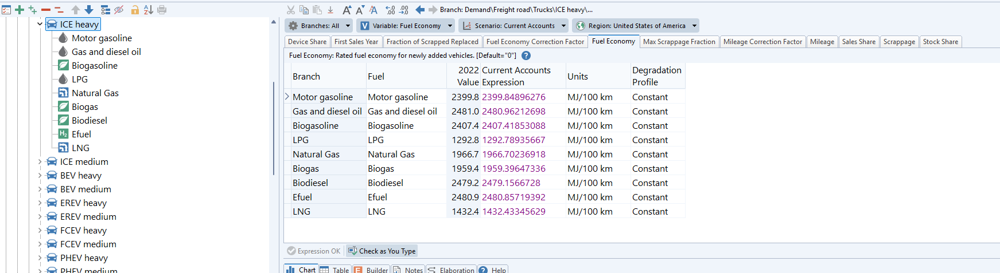 Branch: Demand\Freight road\Trucks\ICE heavy\...
ICE heavy
Motor gasoline
Gas and diesel oil
Biogasoline
LPG
Natural Gas
Biogas
Biodiesel
Efuel
LNG
ICE medium
BEV heavy
BEV medium
EREV heavy
EREV medium
FCEV heavy
FCEV medium
PHEV heavy
PHEV medium
Branches: All Variable: Fuel Economy Scenario: Current Accounts Region: United States of America
Device Share First Sales Year Fraction of Scrapped Replaced Fuel Economy Correction Factor Fuel Economy Max Scrappage Fraction Mileage Correction Factor Mileage Sales Share Scrappage Stock Share
Fuel Economy: Rated fuel economy for newly added vehicles. [Default="0"]
Branch Fuel 2022 Value Current Accounts Expression Units Degradation Profile
Motor gasoline Motor gasoline 2399.8 2399.84896276 MJ/100 km Constant
Gas and diesel oil Gas and diesel oil 2481.0 2480.96212698 MJ/100 km Constant
Biogasoline Biogasoline 2407.4 2407.41853088 MJ/100 km Constant
LPG LPG 1292.8 1292.78935667 MJ/100 km Constant
Natural Gas Natural Gas 1966.7 1966.70236918 MJ/100 km Constant
Biogas Biogas 1959.4 1959.39647336 MJ/100 km Constant
Biodiesel Biodiesel 2479.2 2479.1566728 MJ/100 km Constant
Efuel Efuel 2480.9 2480.85719392 MJ/100 km Constant
LNG LNG 1432.4 1432.43345629 MJ/100 km Constant
Expression OK Check as You Type
Chart Table Builder Notes Elaboration Help